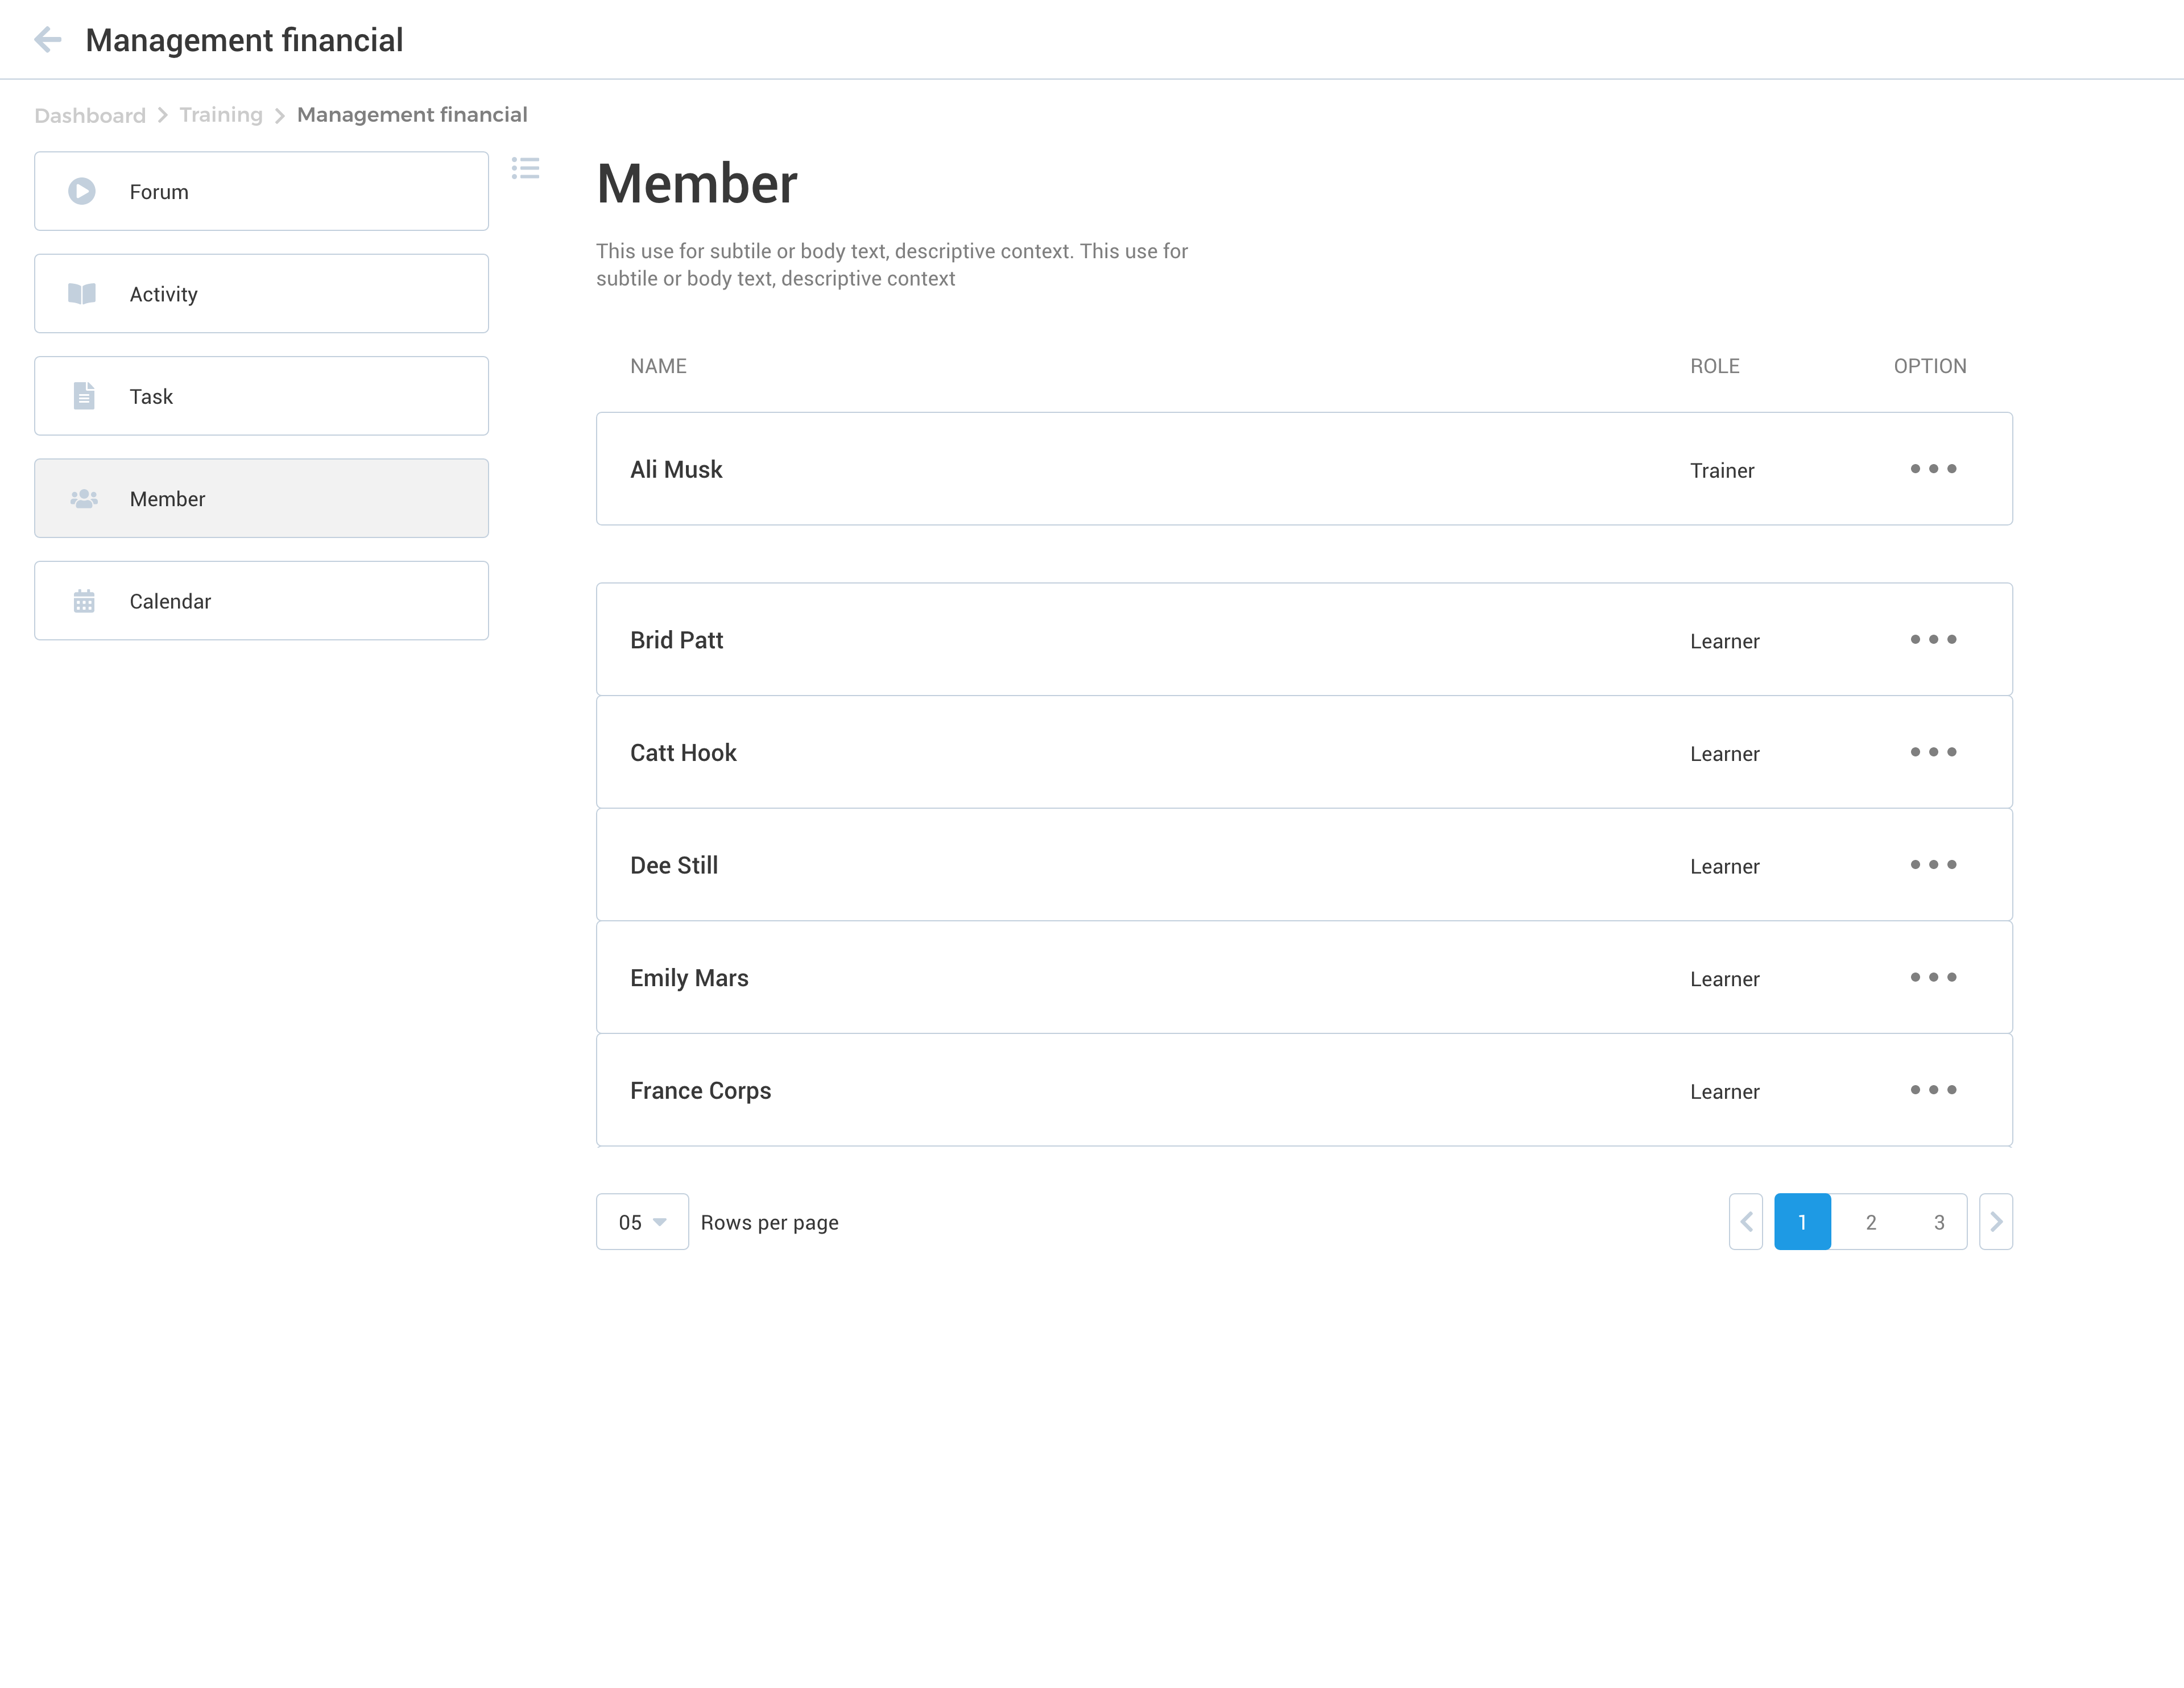 Management financial
Dashboard Training Management financial
Forum
Activity
Task
Member
Calendar
Member
This use for subtile or body text, descriptive context. This use for
subtile or body text, descriptive context
NAME ROLE OPTION
Ali Musk Trainer
Brid Patt Learner
Catt Hook Learner
Dee Still Learner
Emily Mars Learner
France Corps Learner
05 Rows per page 1 2 3